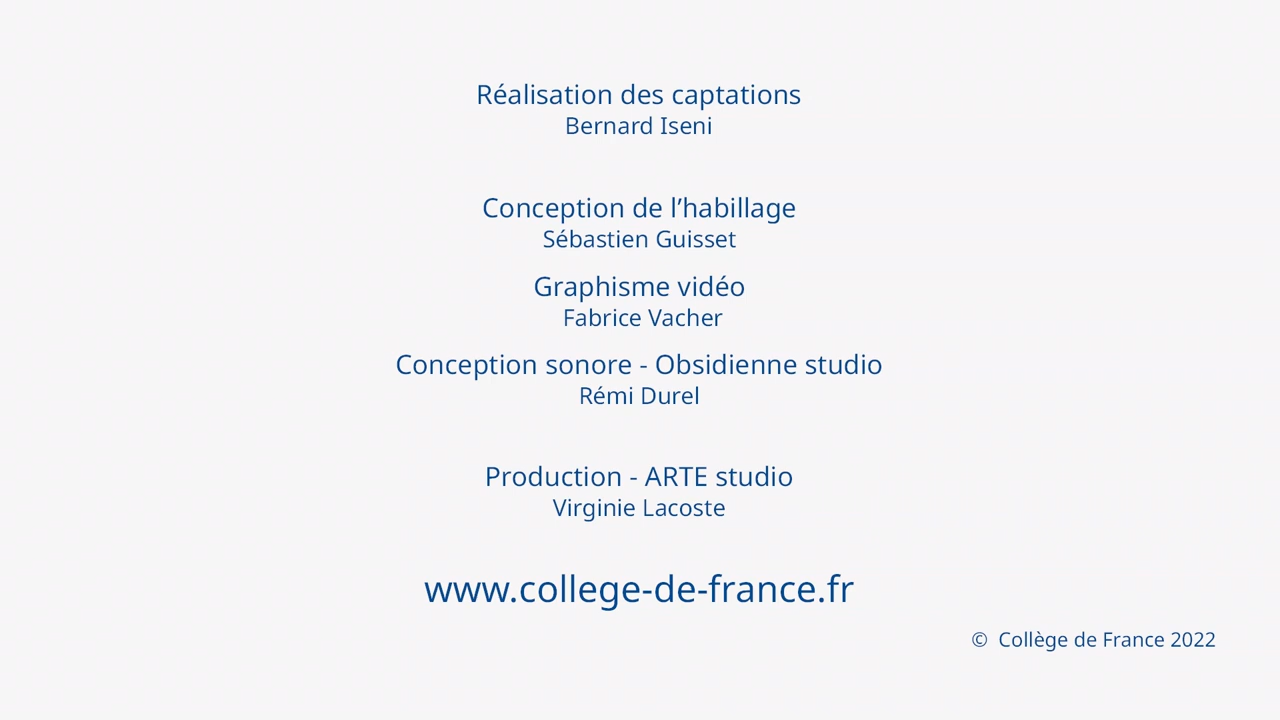 Réalisation des captations
Bernard Iseni
Conception de l’habillage
Sébastien Guisset
Graphisme vidéo
Fabrice Vacher
Conception sonore - Obsidienne studio
Rémi Durel
Production - ARTE studio
Virginie Lacoste
www.college-de-france.fr
© Collège de France 2022